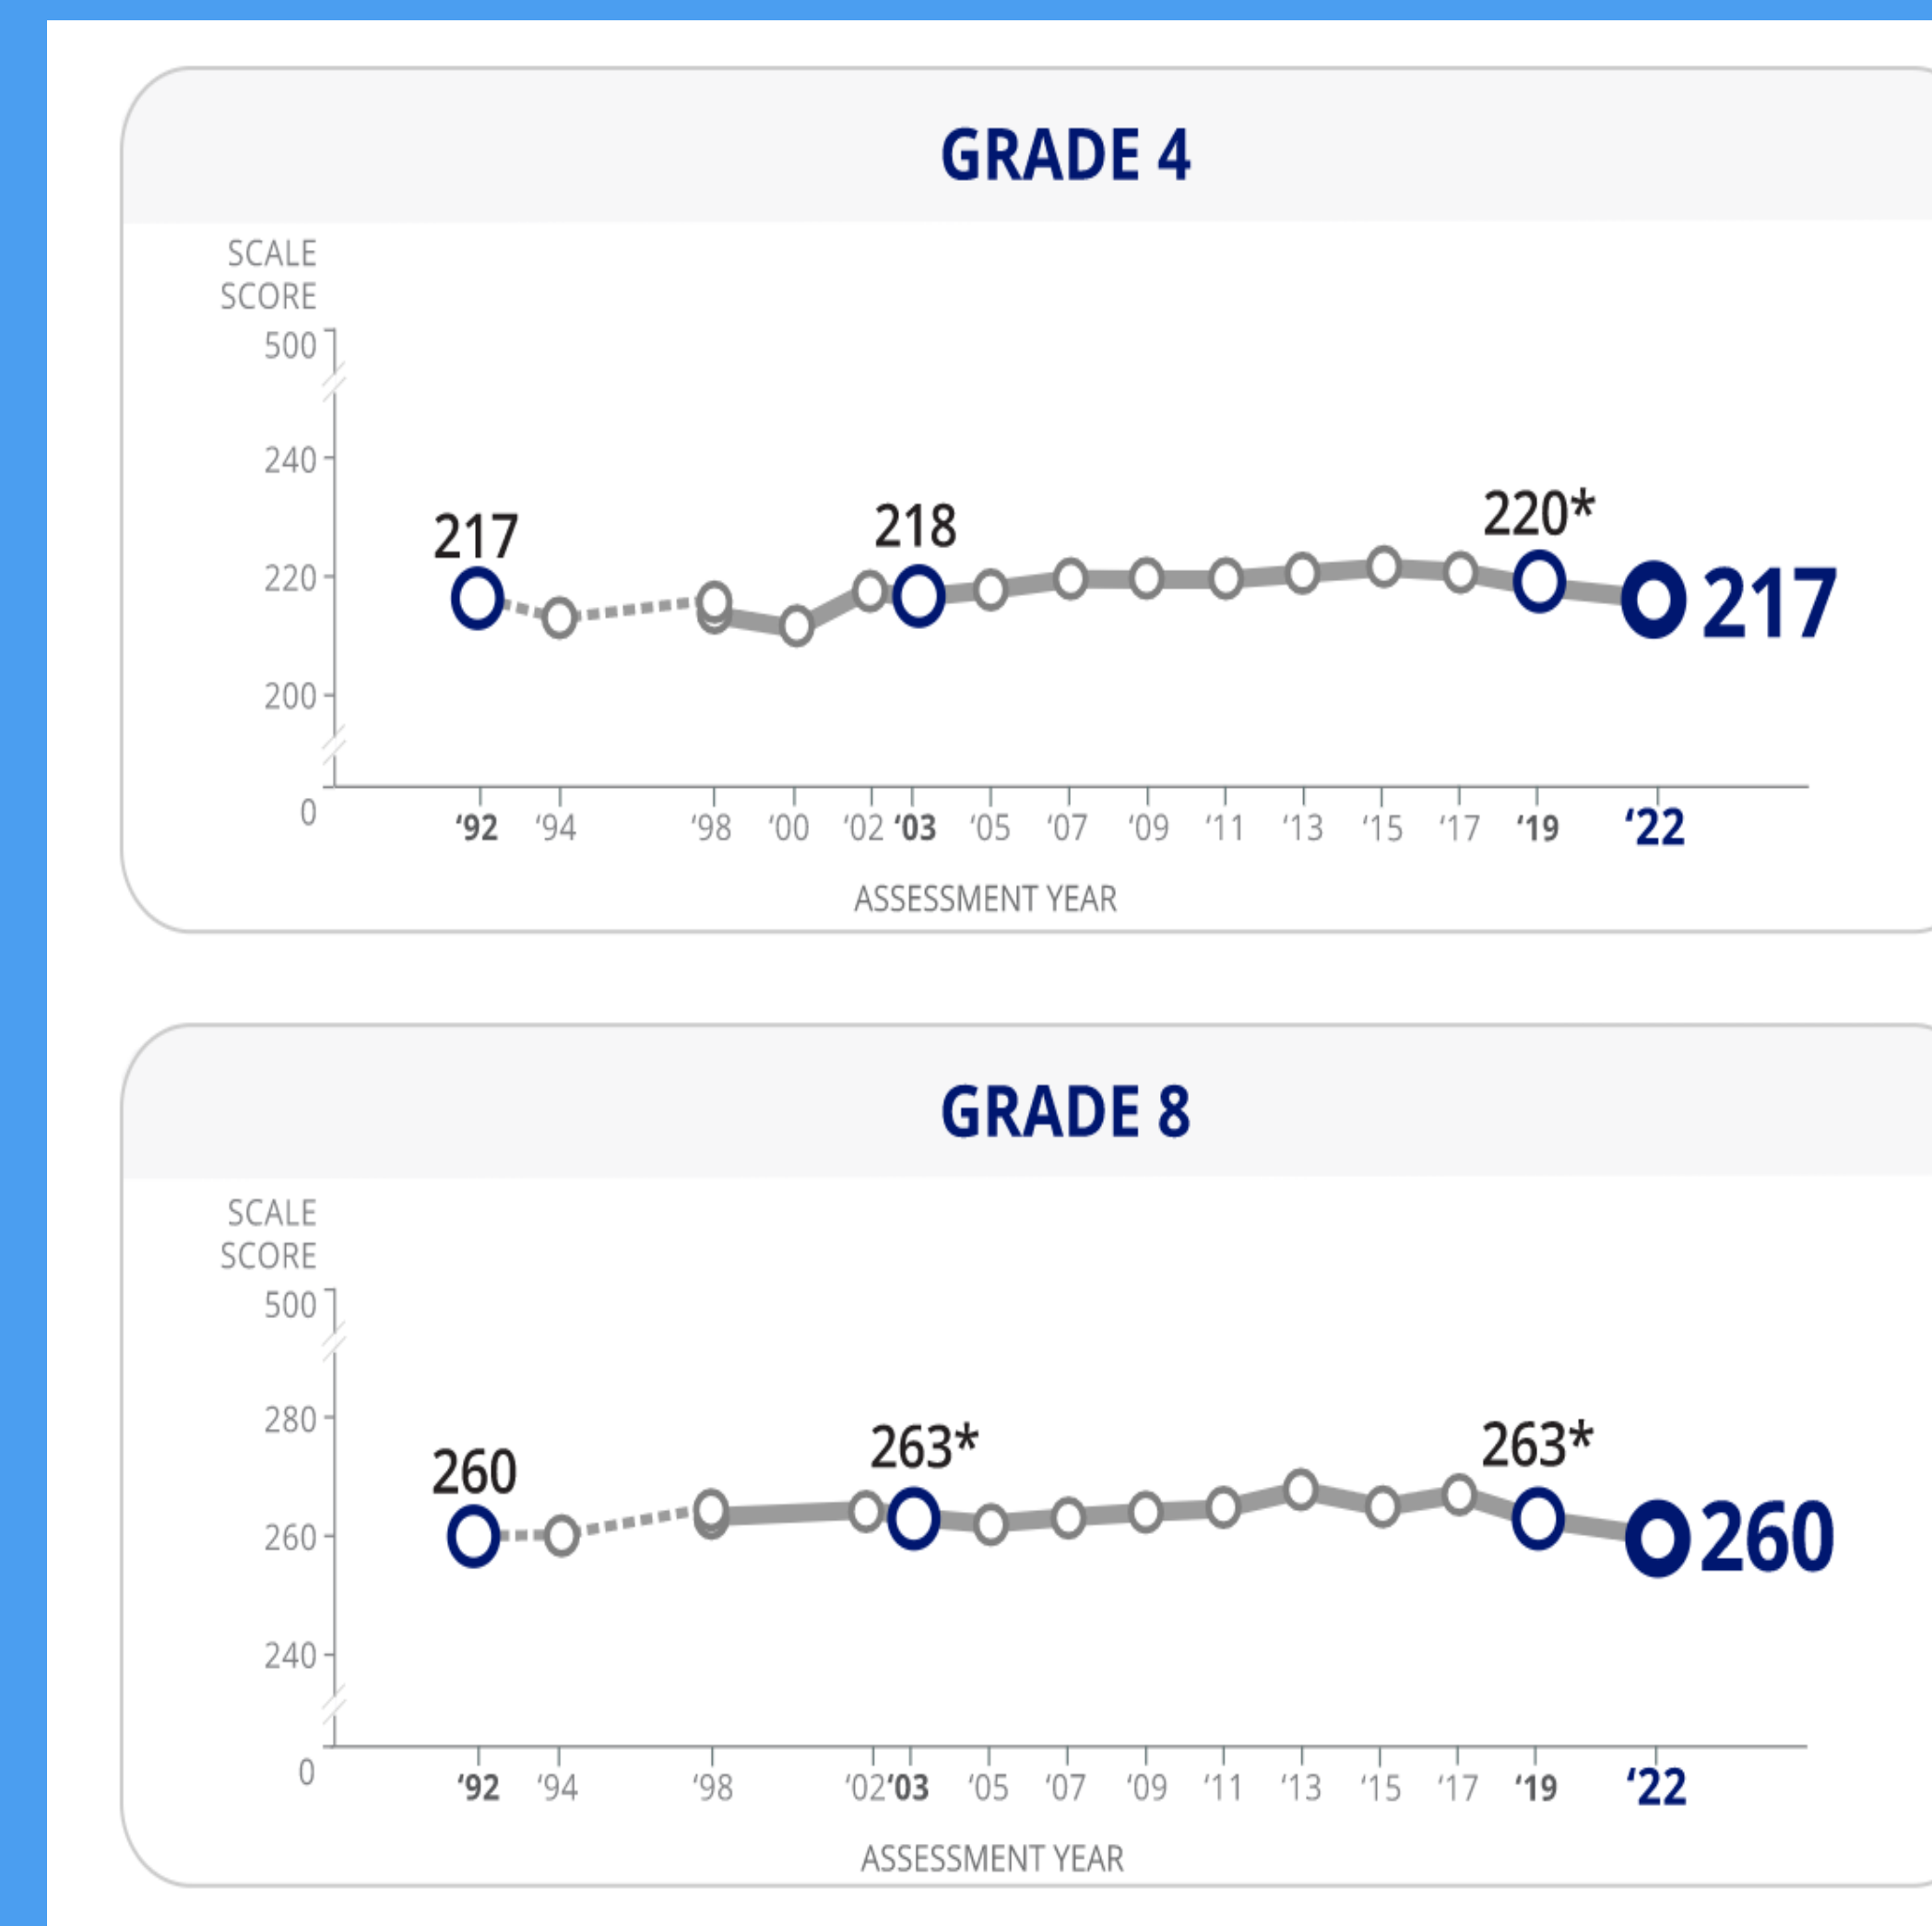 GRADE 4
SCALE
SCORE
500
240
220
200
0
217
218
220*
217
‘92 ‘94 ‘98 ‘00 ‘02 ‘03 ‘05 ‘07 ‘09 ‘11 ‘13 ‘15 ‘17 ‘19 ‘22
ASSESSMENT YEAR
GRADE 8
SCALE
SCORE
500
280
260
240
0
260
263*
263*
260
‘92 ‘94 ‘98 ‘02 ‘03 ‘05 ‘07 ‘09 ‘11 ‘13 ‘15 ‘17 ‘19 ‘22
ASSESSMENT YEAR